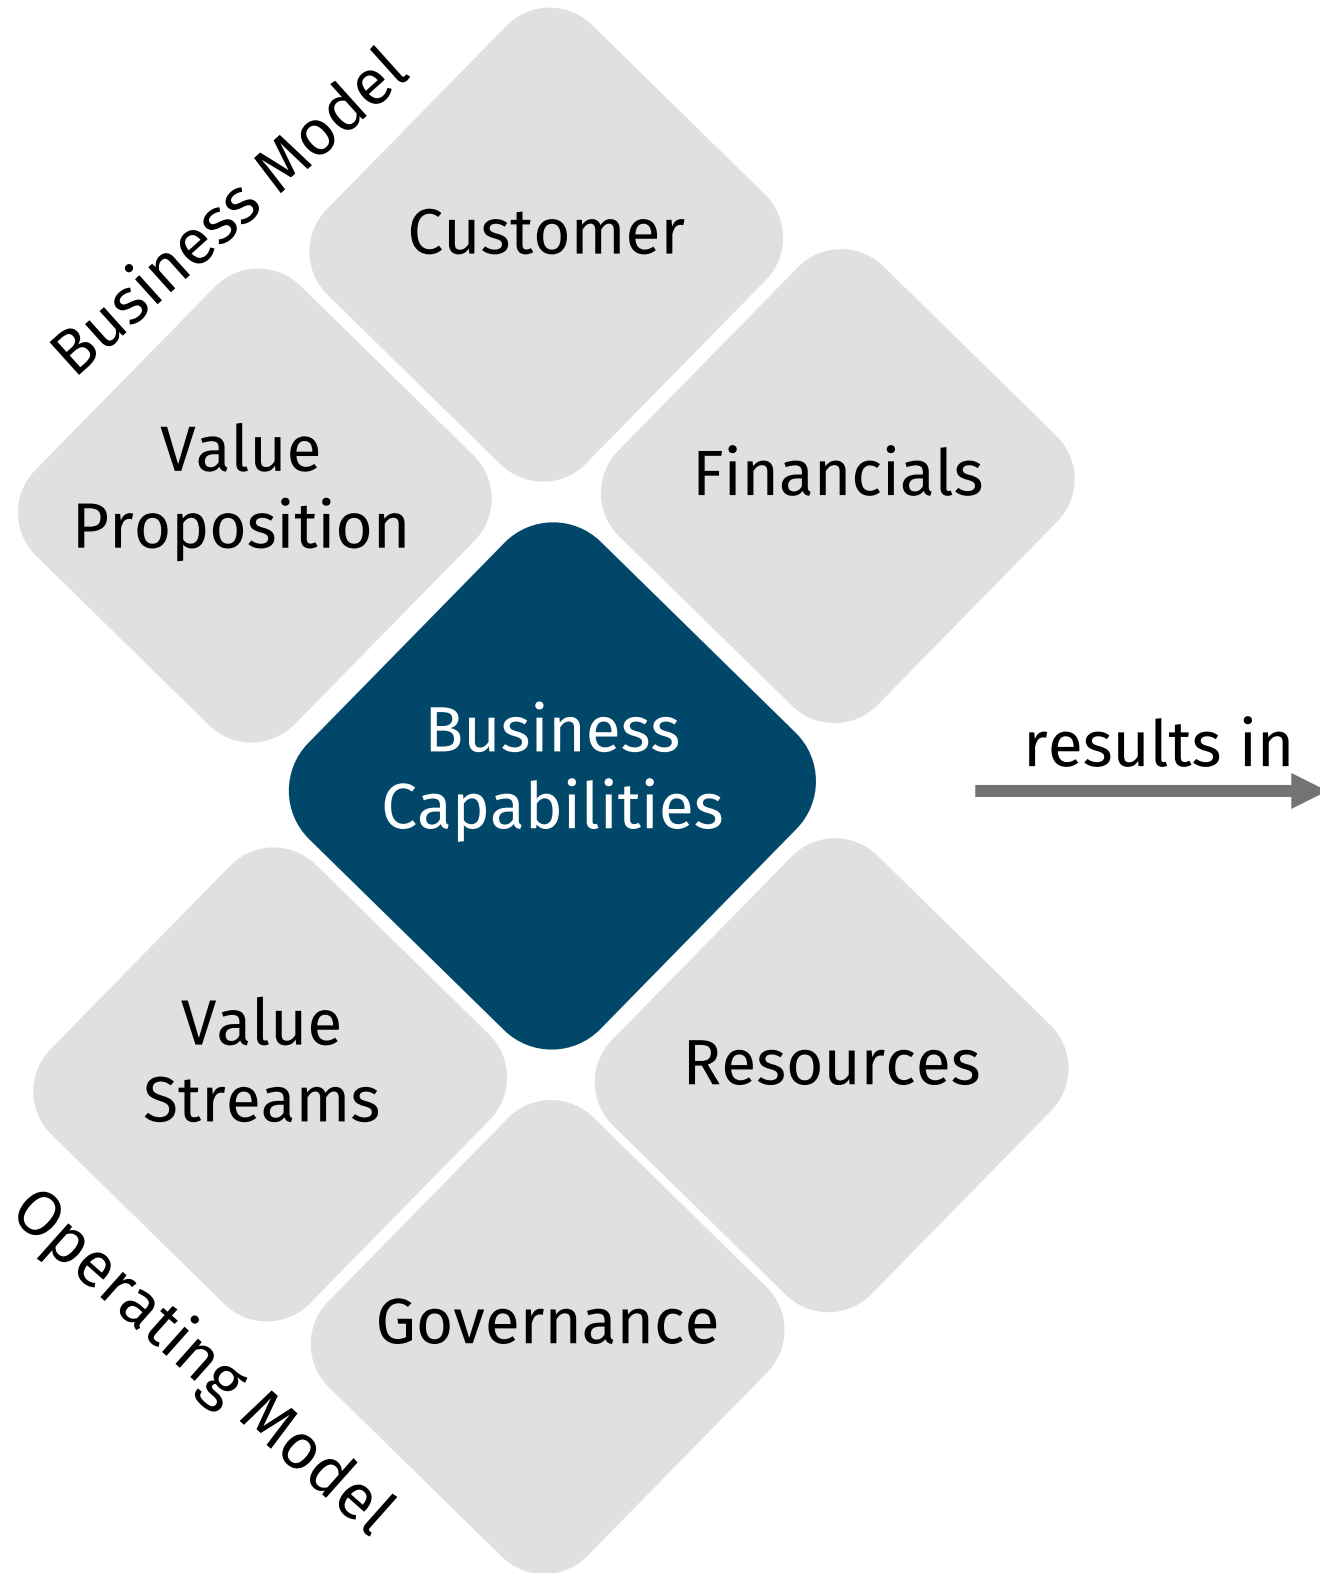 Business Model
Customer
Value
Proposition
Financials
Business
Capabilities
results in
Value
Streams
Resources
Operating Model
Governance